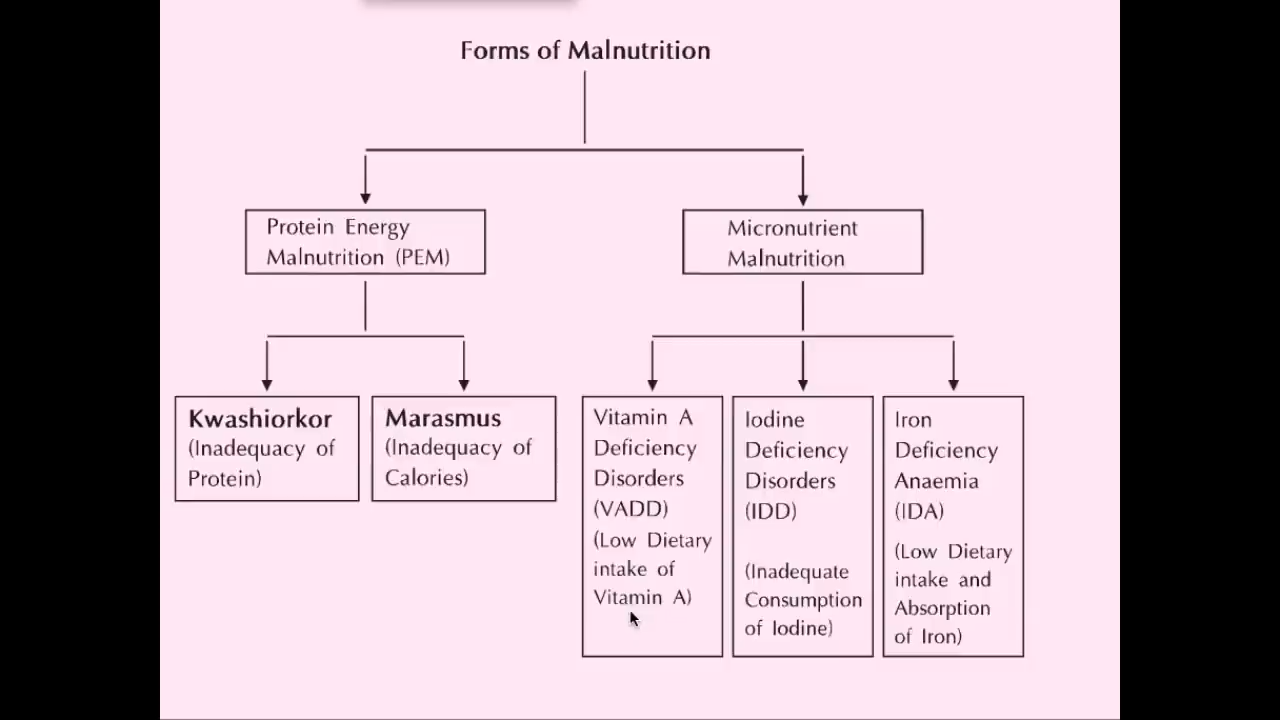 Forms of Malnutrition
Protein Energy
Malnutrition (PEM)
Micronutrient
Malnutrition
Kwashiorkor
(Inadequacy of
Protein)
Marasmus
(Inadequacy of
Calories)
Vitamin A
Deficiency
Disorders
(VADD)
(Low Dietary
intake of
Vitamin A)
Iodine
Deficiency
Disorders
(IDD)
(Inadequate
Consumption
of Iodine)
Iron
Deficiency
Anaemia
(IDA)
(Low Dietary
intake and
Absorption
of Iron)